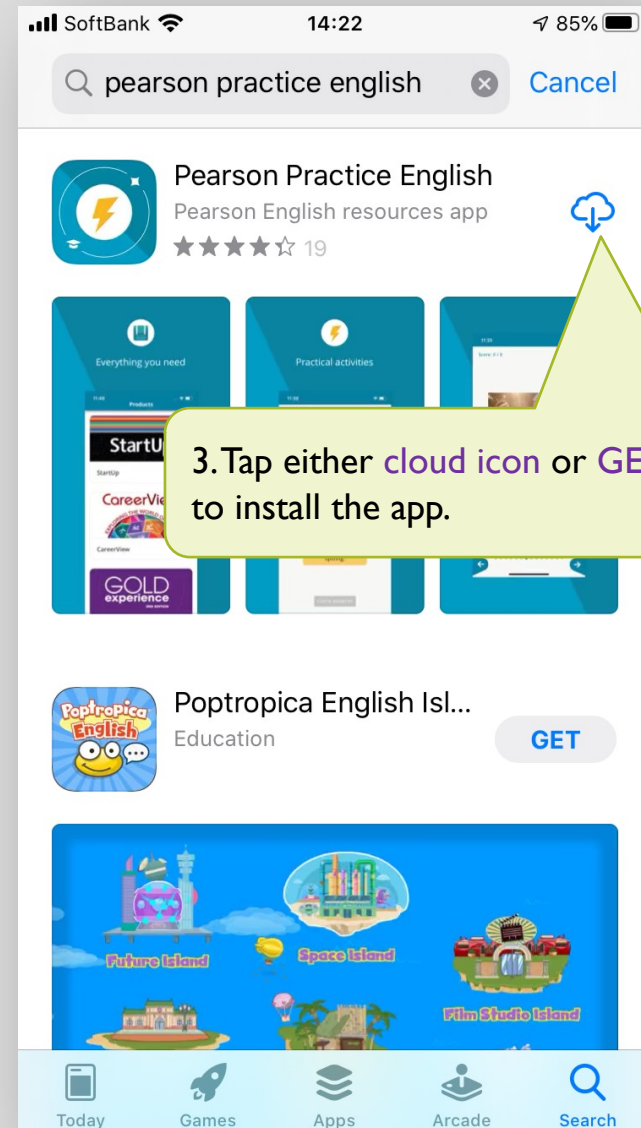 SoftBank 14:22 85%
pearson practice english Cancel
Pearson Practice English
Pearson English resources app
19
Everything you need
Practical activities
Products
StartU
StartUp
CareerVie
CareerView
GOLD
experience
3. Tap either cloud icon or GE
to install the app.
Poptropica English Isl...
Education
GET
Poptropica
English
Future Island
Space Island
Film Studio Island
Today Games Apps Arcade Search